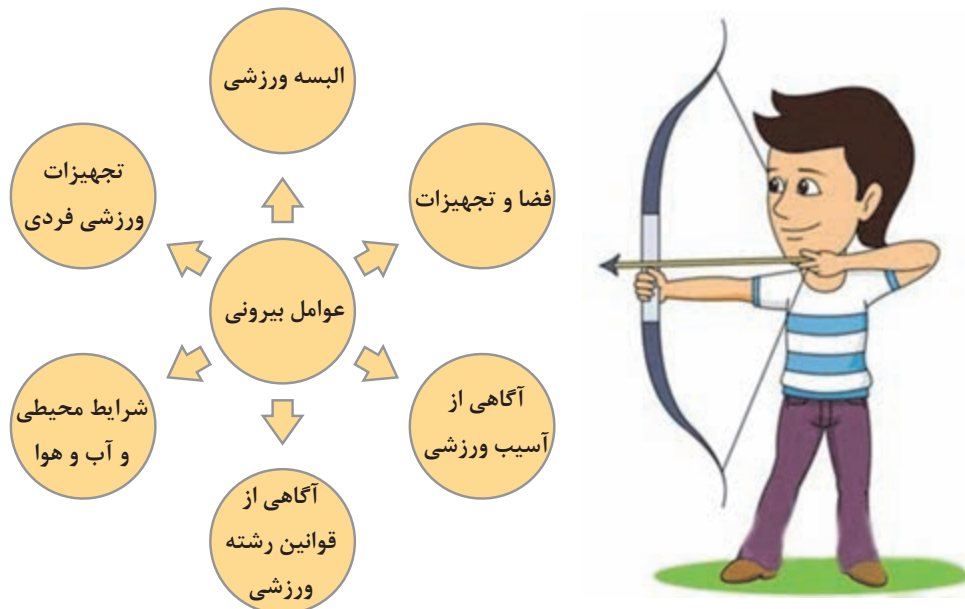 البسه ورزشی
فضا و تجهیزات
آگاهی از
آسیب ورزشی
آگاهی از
قوانین رشته
ورزشی
شرایط محیطی
و آب و هوا
تجهیزات
ورزشی فردی
عوامل بیرونی